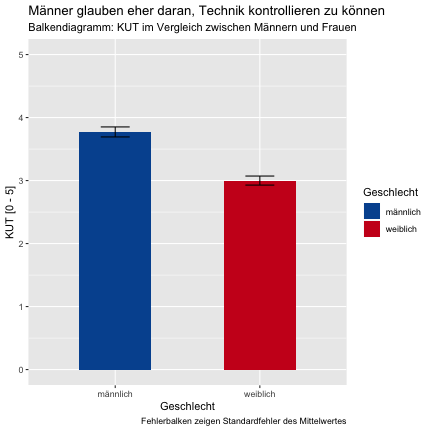 Männer glauben eher daran, Technik kontrollieren zu können
Balkendiagramm: KUT im Vergleich zwischen Männern und Frauen
KUT [0 - 5]
5
4
3
2
1
0
männlich
weiblich
Geschlecht
Fehlerbalken zeigen Standardfehler des Mittelwertes
Geschlecht
männlich
weiblich